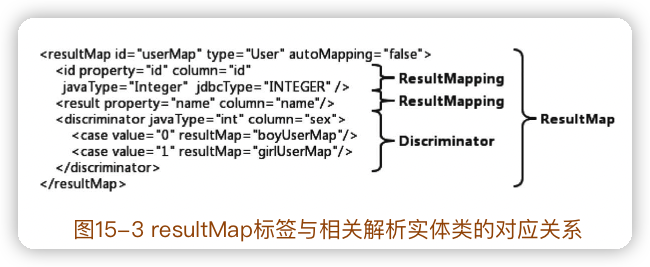 <resultMap id="userMap" type="User" autoMapping="false">
<id property="id" column="id"
javaType="Integer" jdbcType="INTEGER" />
ResultMapping
<result property="name" column="name"/>
ResultMapping
<discriminator javaType="int" column="sex">
<case value="0" resultMap="boyUserMap"/>
<case value="1" resultMap="girlUserMap"/>
</discriminator>
Discriminator
</resultMap>
ResultMap
图15-3 resultMap标签与相关解析实体类的对应关系